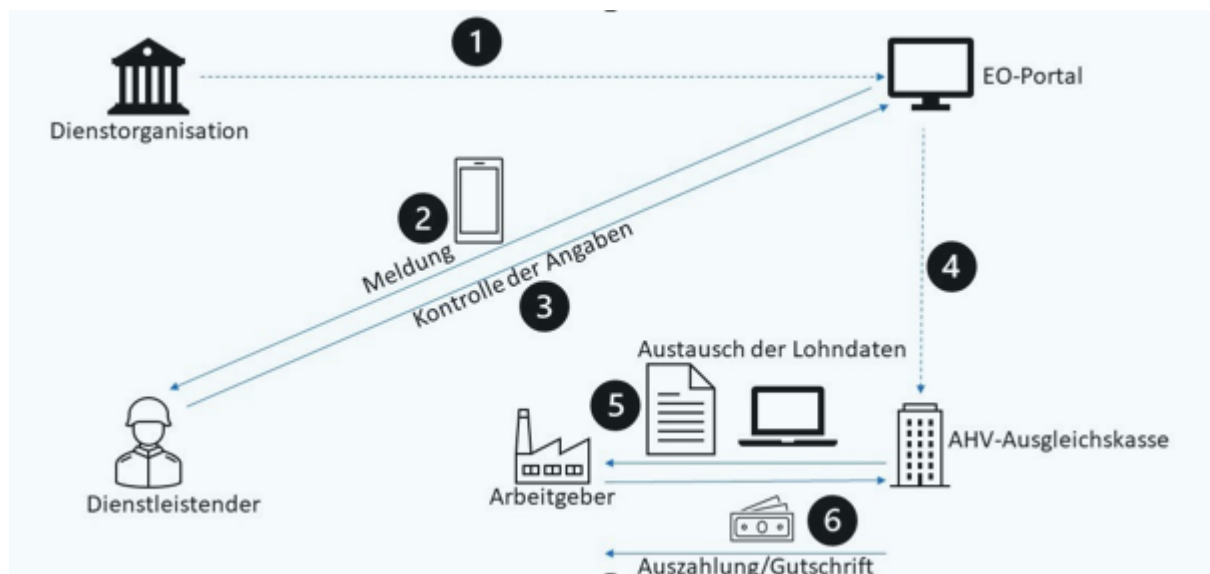 1
EO-Portal
Dienstorganisation
2
Meldung
Kontrolle der Angaben
3
4
Austausch der Lohndaten
5
AHV-Ausgleichskasse
Arbeitgeber
Dienstleistender
6
Auszahlung/Gutschrift